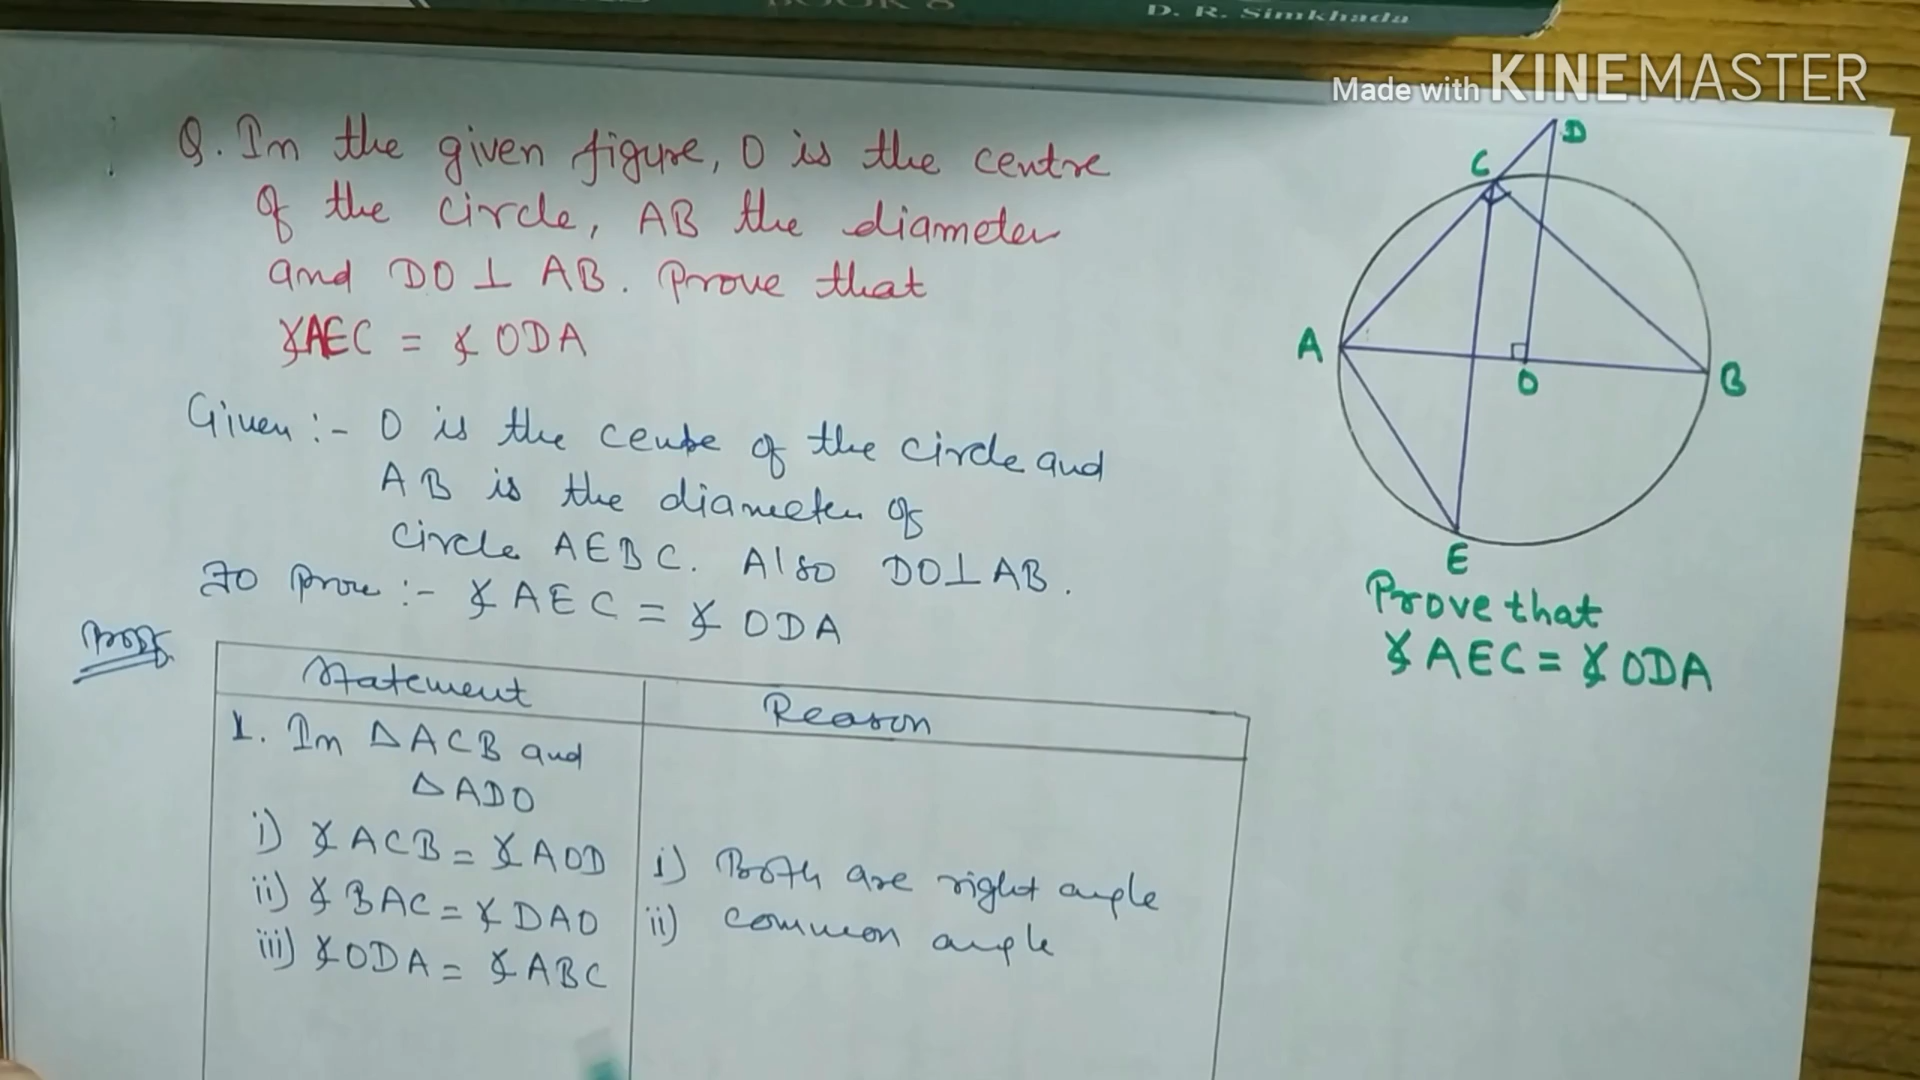 BOOK 8
D. R. Simkhada
Made with KINEMASTER
Q. In the given figure, O is the centre
of the circle, AB the diameter
and DO ⊥ AB. Prove that
∠AEC = ∠ODA
Given :- O is the centre of the circle and
AB is the diameter of
circle AEBC. Also DO⊥AB.
To prove :- ∠AEC = ∠ODA
Proof
Statement
Reason
1. In ΔACB and
ΔADO
i) ∠ACB = ∠AOD
i) Both are right angle
ii) ∠BAC = ∠DAO
ii) common angle
iii) ∠ODA = ∠ABC
D
C
A
O
B
E
Prove that
∠AEC = ∠ODA